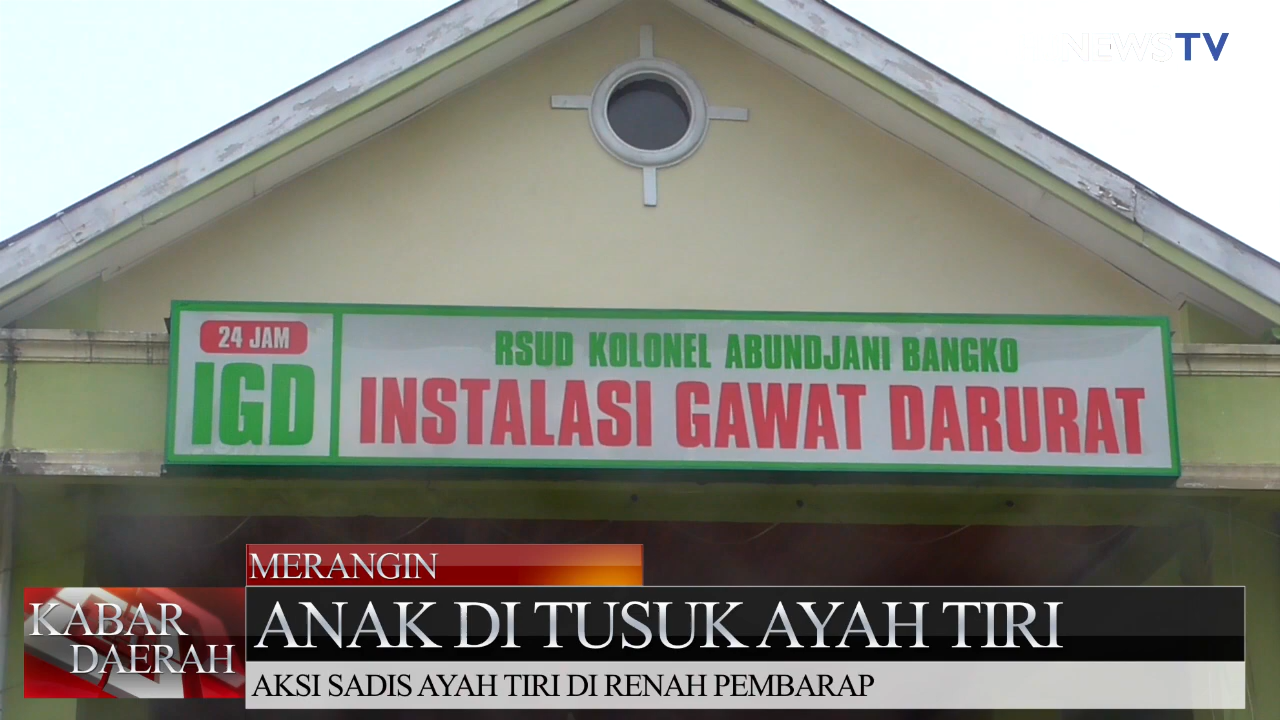 NEWSTV
24 JAM
IGD
RSUD KOLONEL ABUNDJANI BANGKO
INSTALASI GAWAT DARURAT
MERANGIN
KABAR
DAERAH
ANAK DI TUSUK AYAH TIRI
AKSI SADIS AYAH TIRI DI RENAH PEMBARAP